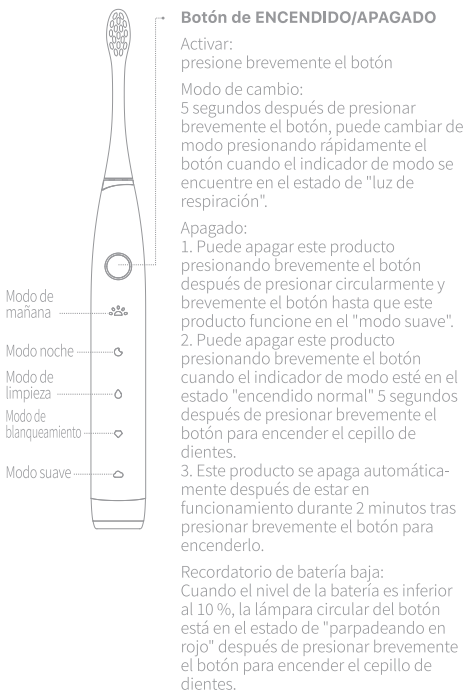 Botón de ENCENDIDO/APAGADO
Activar:
presione brevemente el botón
Modo de cambio:
5 segundos después de presionar
brevemente el botón, puede cambiar de
modo presionando rápidamente el
botón cuando el indicador de modo se
encuentre en el estado de "luz de
respiración".
Apagado:
1. Puede apagar este producto
presionando brevemente el botón
después de presionar circularmente y
brevemente el botón hasta que este
producto funcione en el "modo suave".
2. Puede apagar este producto
presionando brevemente el botón
cuando el indicador de modo esté en el
estado "encendido normal" 5 segundos
después de presionar brevemente el
botón para encender el cepillo de
dientes.
3. Este producto se apaga automática-
mente después de estar en
funcionamiento durante 2 minutos tras
presionar brevemente el botón para
encenderlo.
Recordatorio de batería baja:
Cuando el nivel de la batería es inferior
al 10 %, la lámpara circular del botón
está en el estado de "parpadeando en
rojo" después de presionar brevemente
el botón para encender el cepillo de
dientes.
Modo de
mañana
Modo noche
Modo de
limpieza
Modo de
blanqueamiento
Modo suave